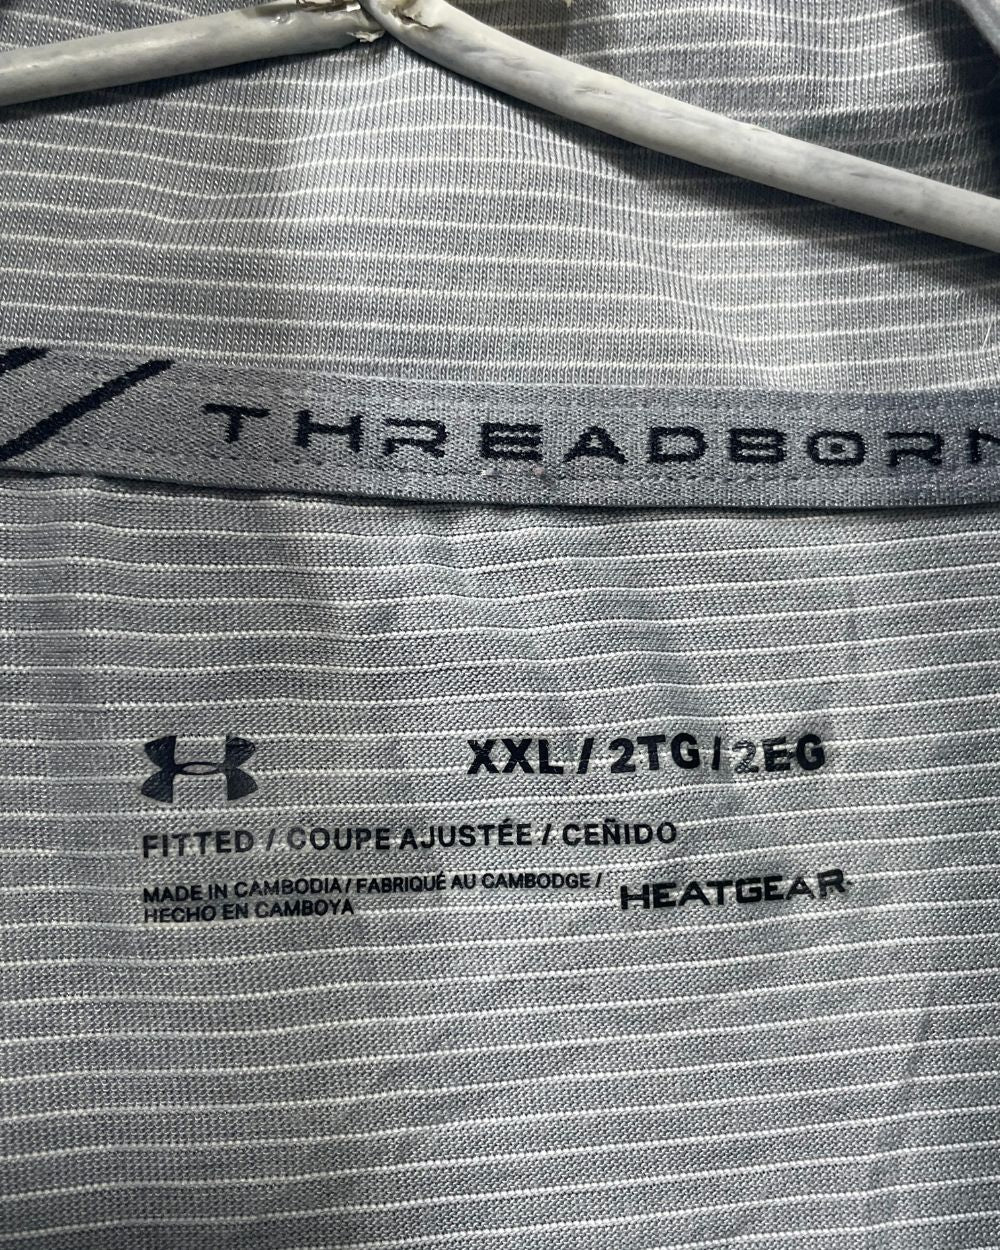 THREADBORN
XXL / 2TG / 2EG
FITTED / COUPE AJUSTÉE / CEÑIDO
MADE IN CAMBODIA / FABRIQUÉ AU CAMBODGE /
HECHO EN CAMBOYA
HEATGEAR